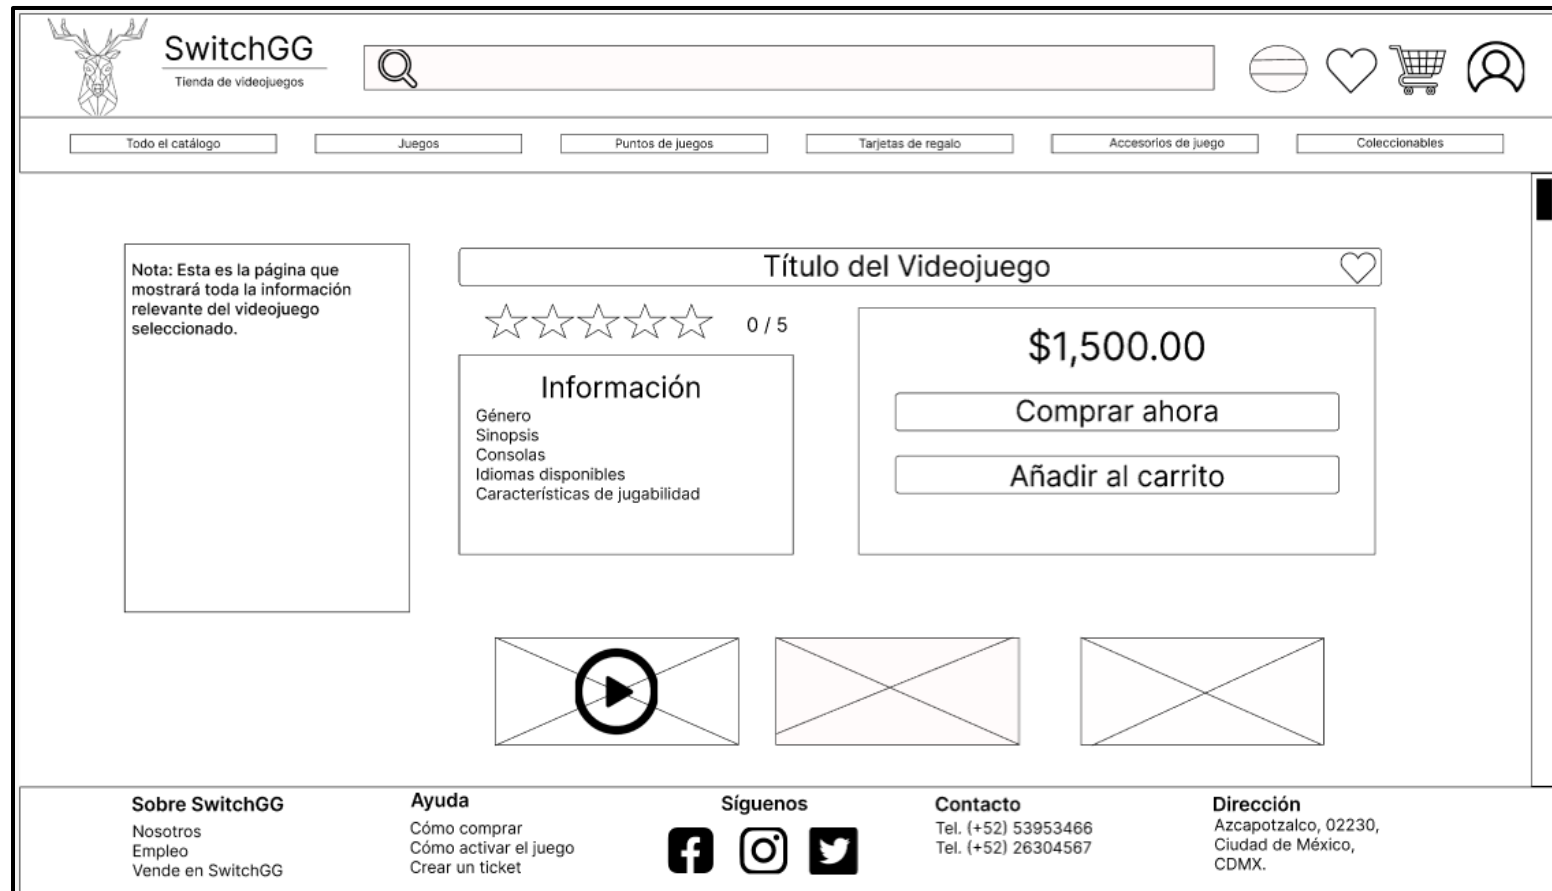 SwitchGG
Tienda de videojuegos
Todo el catálogo
Juegos
Puntos de juegos
Tarjetas de regalo
Accesorios de juego
Coleccionables
Nota: Esta es la página que
mostrará toda la información
relevante del videojuego
seleccionado.
Título del Videojuego
0 / 5
Información
Género
Sinopsis
Consolas
Idiomas disponibles
Características de jugabilidad
$1,500.00
Comprar ahora
Añadir al carrito
Sobre SwitchGG
Nosotros
Empleo
Vende en SwitchGG
Ayuda
Cómo comprar
Cómo activar el juego
Crear un ticket
Síguenos
Contacto
Tel. (+52) 53953466
Tel. (+52) 26304567
Dirección
Azcapotzalco, 02230,
Ciudad de México,
CDMX.